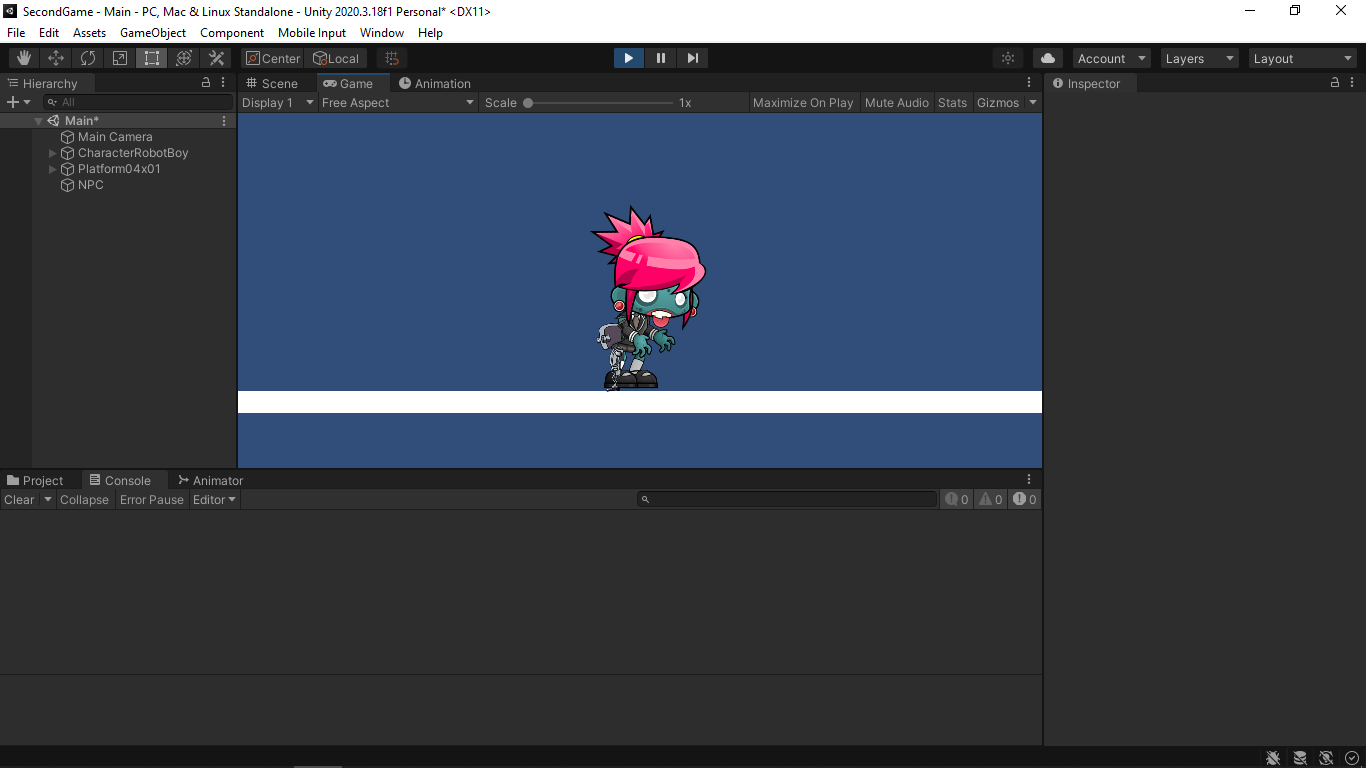 SecondGame - Main - PC, Mac & Linux Standalone - Unity 2020.3.18f1 Personal* <DX11>
File Edit Assets GameObject Component Mobile Input Window Help
Center Local Account Layers Layout
Hierarchy Scene Game Animation Inspector
All Display 1 Free Aspect Scale 1x Maximize On Play Mute Audio Stats Gizmos
Main*
Main Camera
CharacterRobotBoy
Platform04x01
NPC
Project Console Animator
Clear Collapse Error Pause Editor 0 0 0